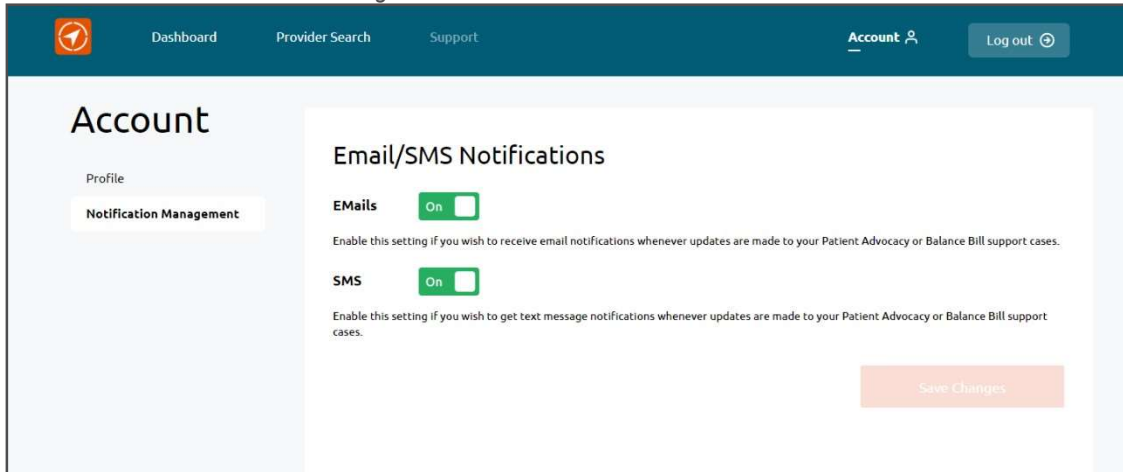 Dashboard Provider Search Support Account Log out
Account
Profile
Notification Management
Email/SMS Notifications
EMails On
Enable this setting if you wish to receive email notifications whenever updates are made to your Patient Advocacy or Balance Bill support cases.
SMS On
Enable this setting if you wish to get text message notifications whenever updates are made to your Patient Advocacy or Balance Bill support
cases.
Save Changes